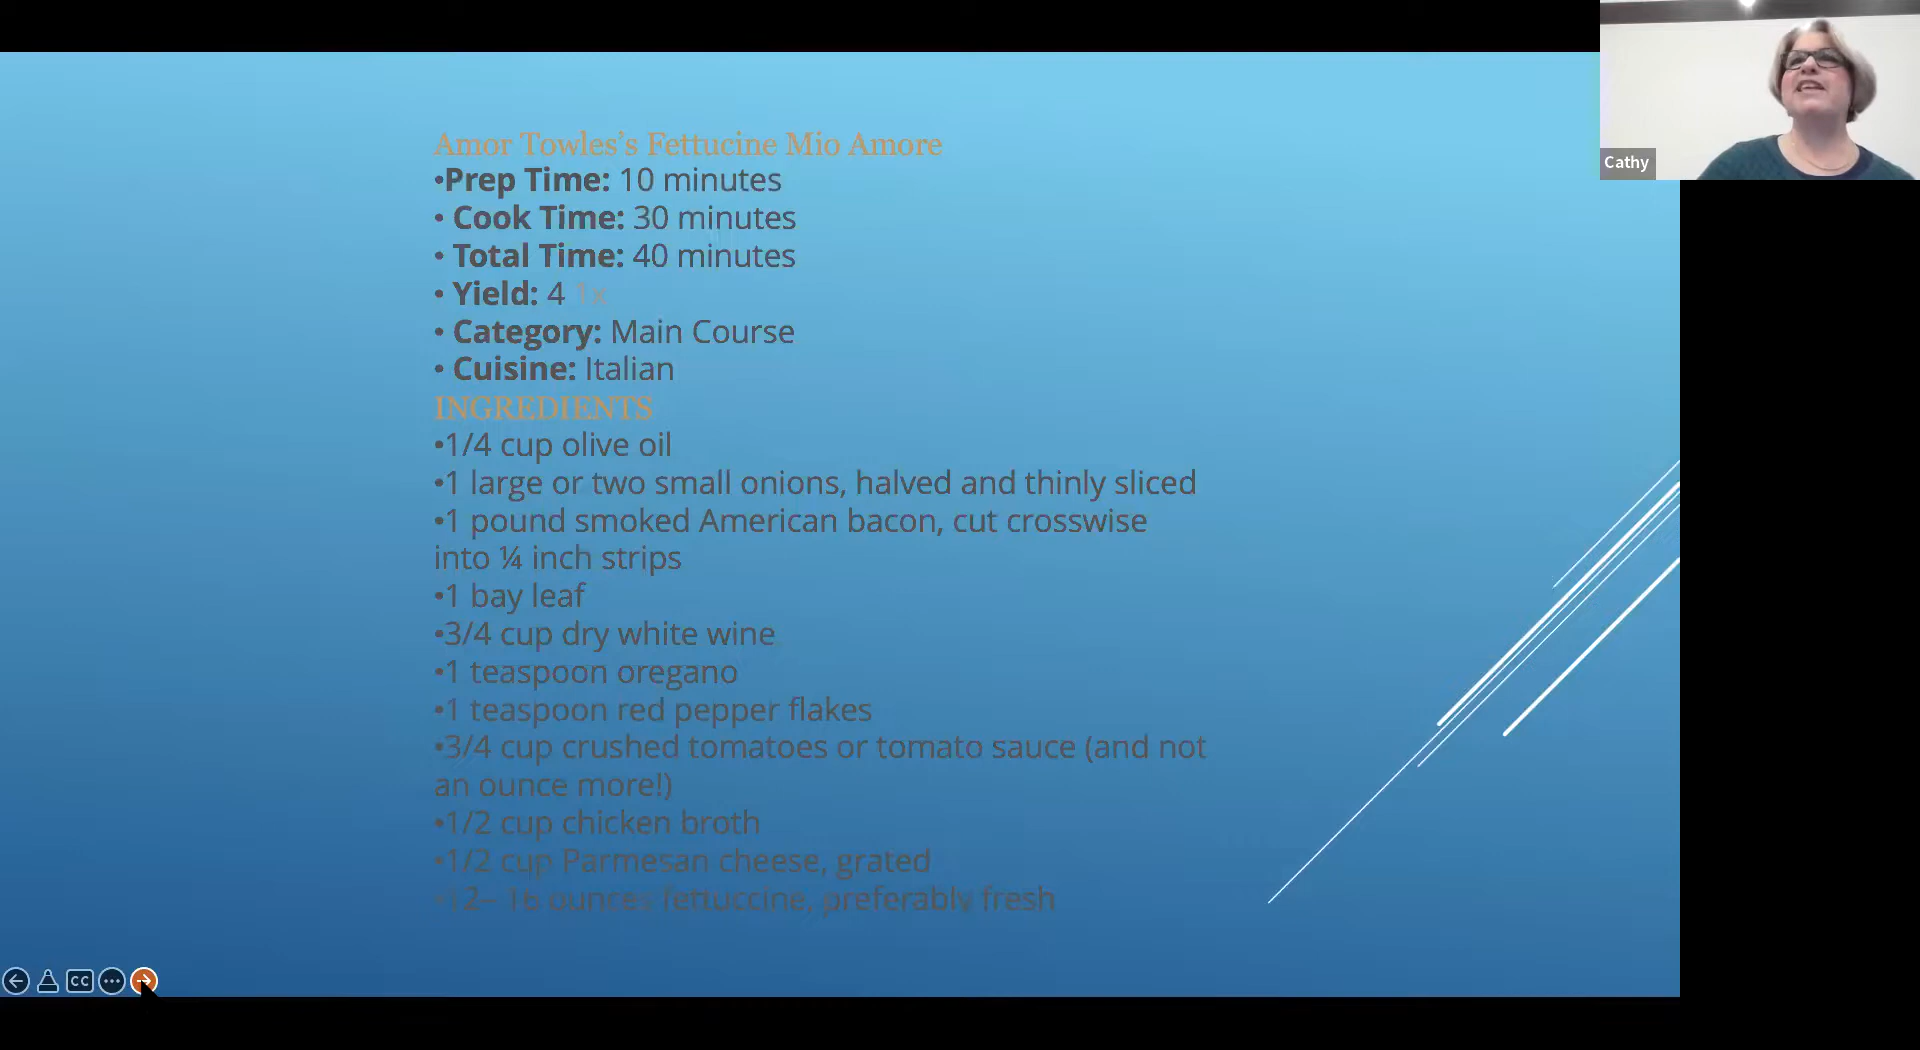 Amor Towles’s Fettucine Mio Amore
•Prep Time: 10 minutes
• Cook Time: 30 minutes
• Total Time: 40 minutes
• Yield: 4 1x
• Category: Main Course
• Cuisine: Italian
INGREDIENTS
•1/4 cup olive oil
•1 large or two small onions, halved and thinly sliced
•1 pound smoked American bacon, cut crosswise
into ¼ inch strips
•1 bay leaf
•3/4 cup dry white wine
•1 teaspoon oregano
•1 teaspoon red pepper flakes
•3/4 cup crushed tomatoes or tomato sauce (and not
an ounce more!)
•1/2 cup chicken broth
•1/2 cup Parmesan cheese, grated
•12– 16 ounces fettuccine, preferably fresh
Cathy
CC